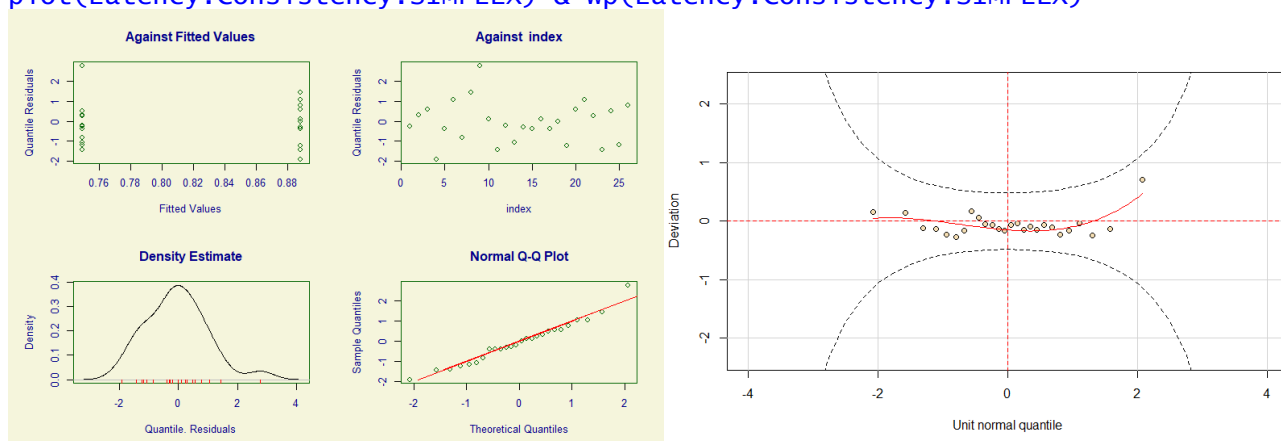 plot(Latency.Consistency.SIMPLEX) & wp(Latency.Consistency.SIMPLEX)
Against Fitted Values
Quantile Residuals
-2 -1 0 1 2
0.76 0.78 0.80 0.82 0.84 0.86 0.88
Fitted Values
Against index
Quantile Residuals
-2 -1 0 1 2
0 5 10 15 20 25
index
Density Estimate
Density
0.0 0.1 0.2 0.3 0.4
-2 0 2 4
Quantile. Residuals
Normal Q-Q Plot
Sample Quantiles
-2 -1 0 1 2
-2 -1 0 1 2
Theoretical Quantiles
Deviation
2
1
0
-1
-2
-4 -2 0 2 4
Unit normal quantile